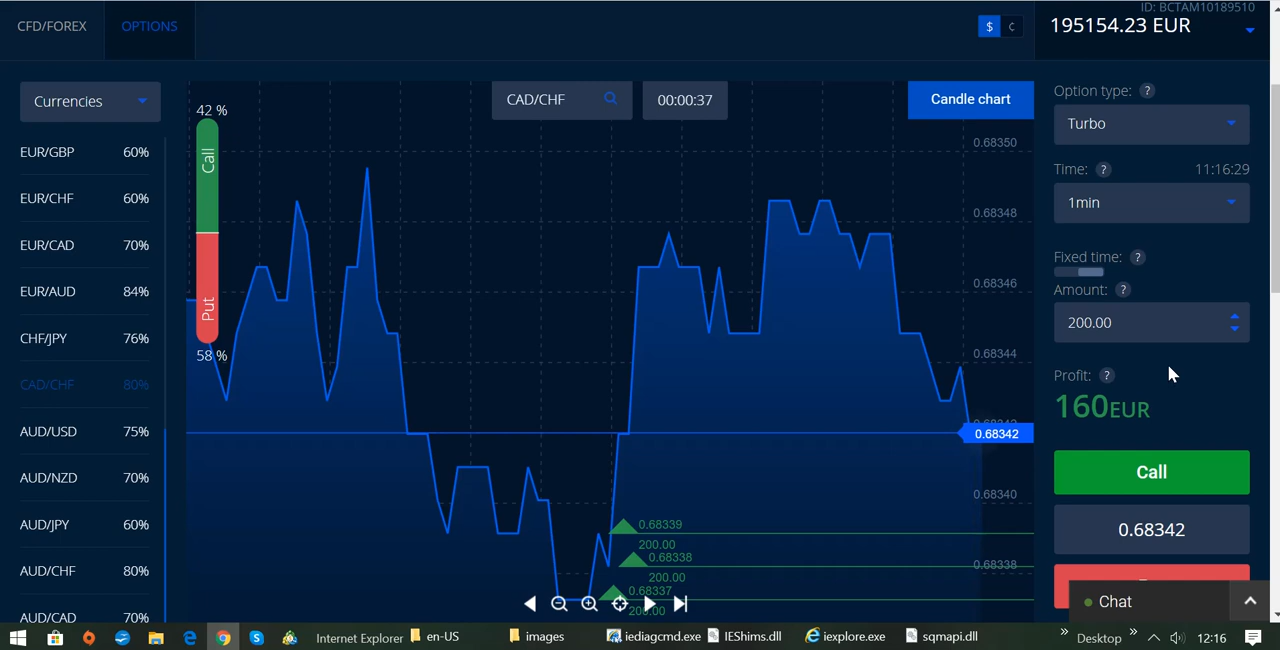 CFD/FOREX
OPTIONS
$
¢
ID: BCTAM10189510
195154.23 EUR
Currencies
EUR/GBP 60%
EUR/CHF 60%
EUR/CAD 70%
EUR/AUD 84%
CHF/JPY 76%
CAD/CHF 80%
AUD/USD 75%
AUD/NZD 70%
AUD/JPY 60%
AUD/CHF 80%
AUD/CAD 70%
42 %
Call
Put
58 %
CAD/CHF
00:00:37
Candle chart
0.68350
0.68348
0.68346
0.68344
0.68342
0.68342
0.68340
0.68338
0.68339
200.00
0.68338
200.00
0.68337
200.00
Option type: ?
Turbo
Time: ? 11:16:29
1min
Fixed time: ?
Amount: ?
200.00
Profit: ?
160EUR
Call
0.68342
Chat
Internet Explorer
en-US
images
iediagcmd.exe
IEShims.dll
iexplore.exe
sqmapi.dll
Desktop
12:16